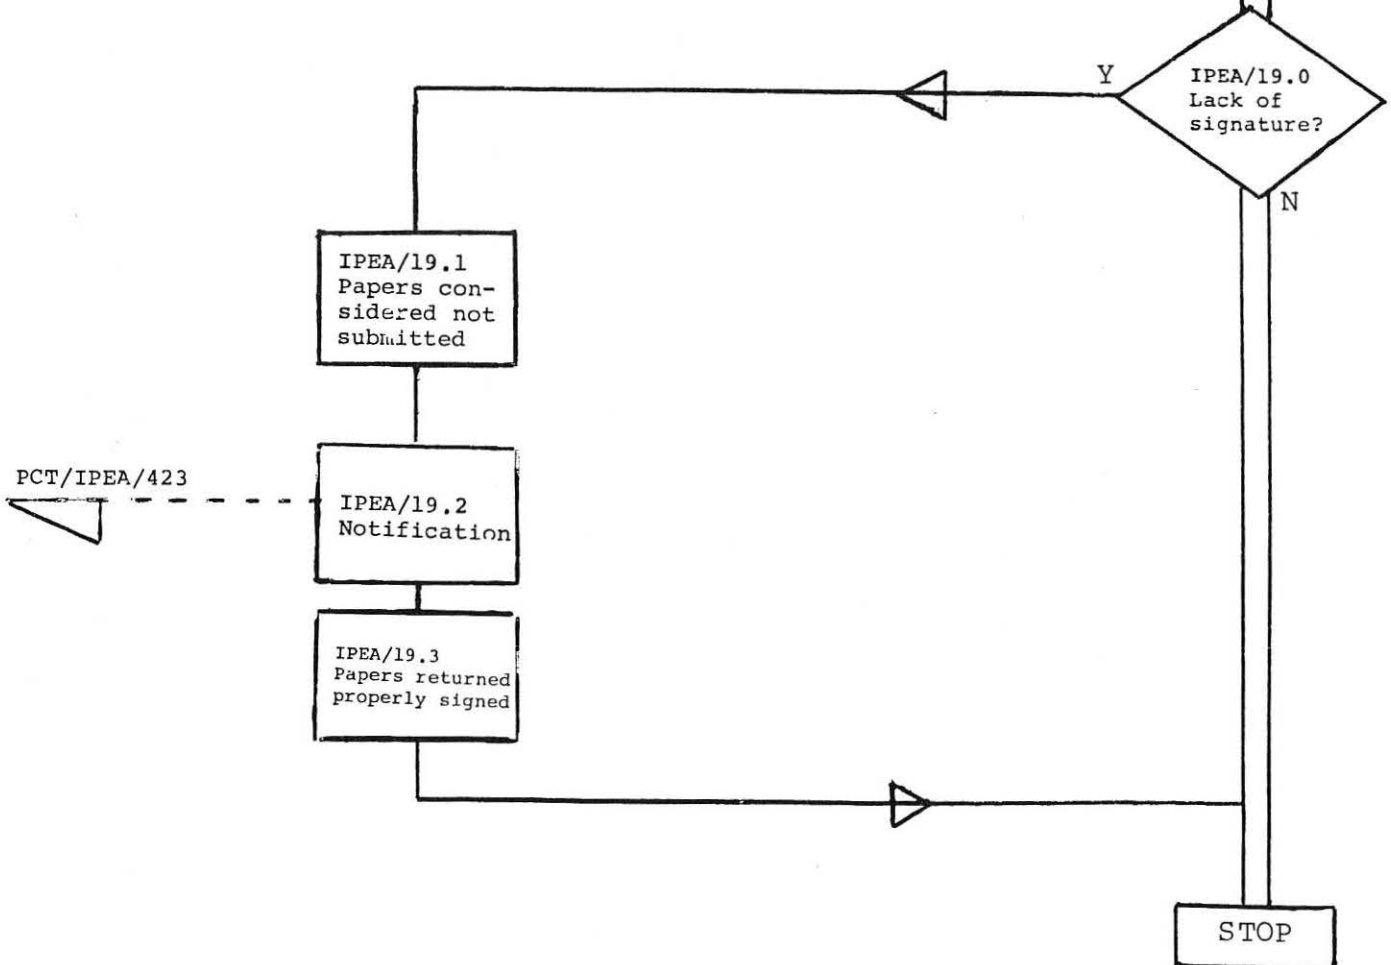 Y
IPEA/19.0
Lack of
signature?
N
IPEA/19.1
Papers con-
sidered not
submitted
PCT/IPEA/423
IPEA/19.2
Notification
IPEA/19.3
Papers returned
properly signed
STOP